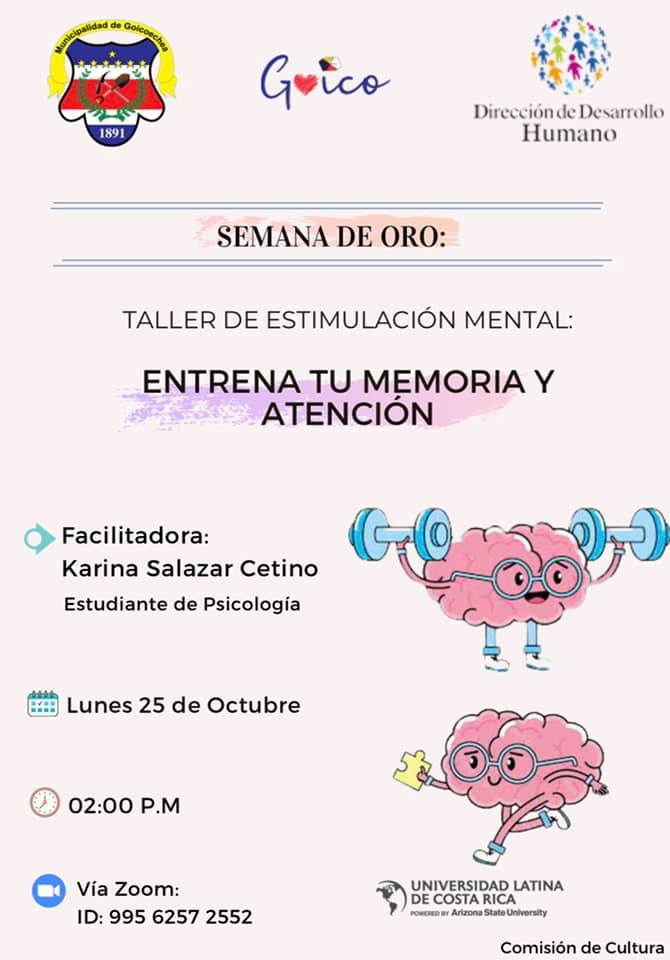 Municipalidad de Goicoechea
1891
Goico
Dirección de Desarrollo
Humano
SEMANA DE ORO:
TALLER DE ESTIMULACIÓN MENTAL:
ENTRENA TU MEMORIA Y
ATENCIÓN
Facilitadora:
Karina Salazar Cetino
Estudiante de Psicología
Lunes 25 de Octubre
02:00 P.M
Vía Zoom:
ID: 995 6257 2552
UNIVERSIDAD LATINA
DE COSTA RICA
POWERED BY Arizona State University
Comisión de Cultura